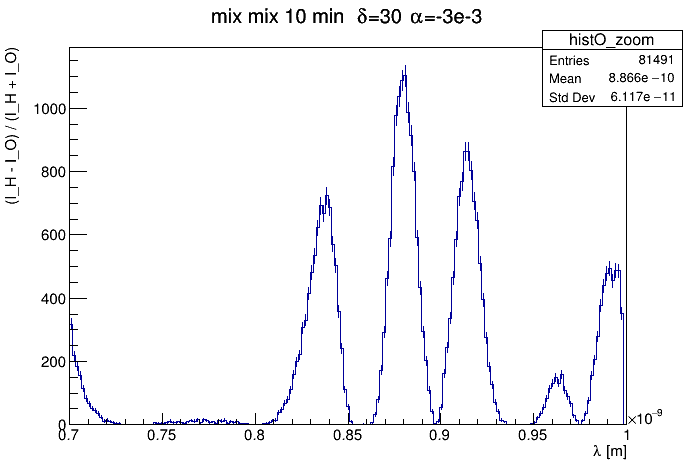 mix mix 10 min δ=30 α=-3e-3
histO_zoom
Entries 81491
Mean 8.866e−10
Std Dev 6.117e−11
(I_H - I_O) / (I_H + I_O)
1000
800
600
400
200
0
0.7 0.75 0.8 0.85 0.9 0.95 1
×10⁻⁹
λ [m]